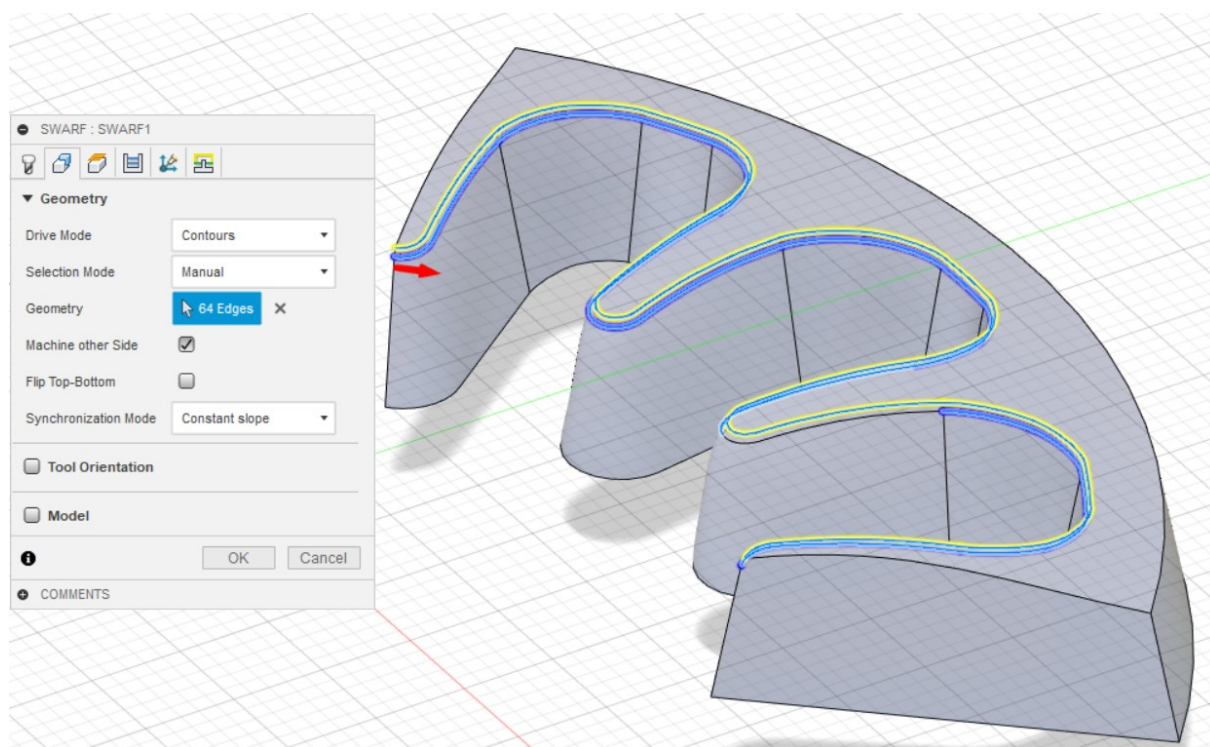 SWARF : SWARF1
Geometry
Drive Mode Contours
Selection Mode Manual
Geometry 64 Edges
Machine other Side
Flip Top-Bottom
Synchronization Mode Constant slope
Tool Orientation
Model
OK Cancel
COMMENTS